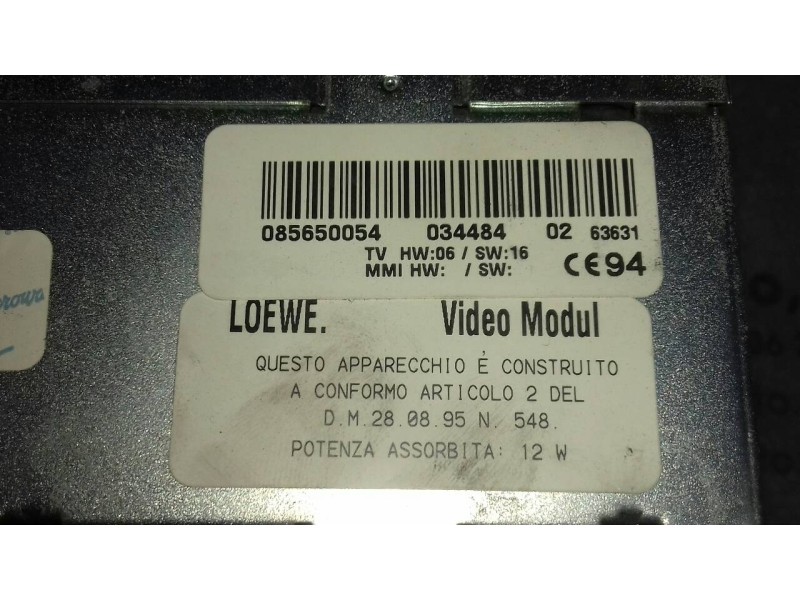 085650054 034484 02 63631
TV HW:06 / SW:16
MMI HW: / SW:
CE94
LOEWE. Video Modul
QUESTO APPARECCHIO É CONSTRUITO
A CONFORMO ARTICOLO 2 DEL
D.M.28.08.95 N. 548.
POTENZA ASSORBITA: 12 W